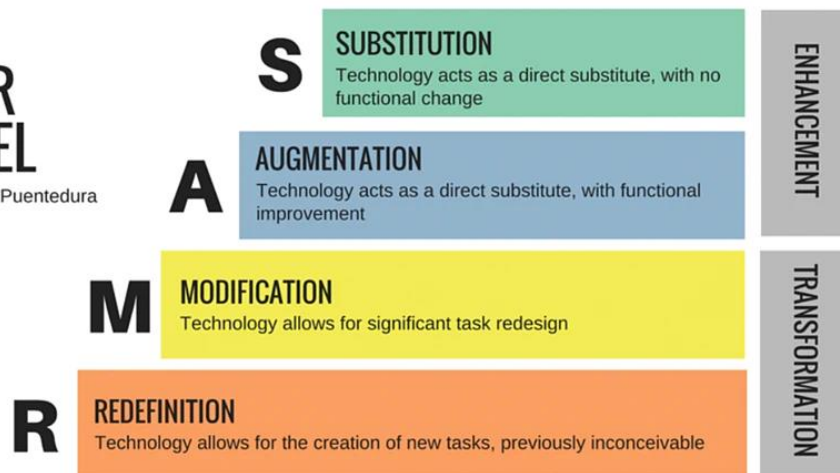 R
EL
Puentedura
S
SUBSTITUTION
Technology acts as a direct substitute, with no
functional change
A
AUGMENTATION
Technology acts as a direct substitute, with functional
improvement
M
MODIFICATION
Technology allows for significant task redesign
R
REDEFINITION
Technology allows for the creation of new tasks, previously inconceivable
ENHANCEMENT
TRANSFORMATION